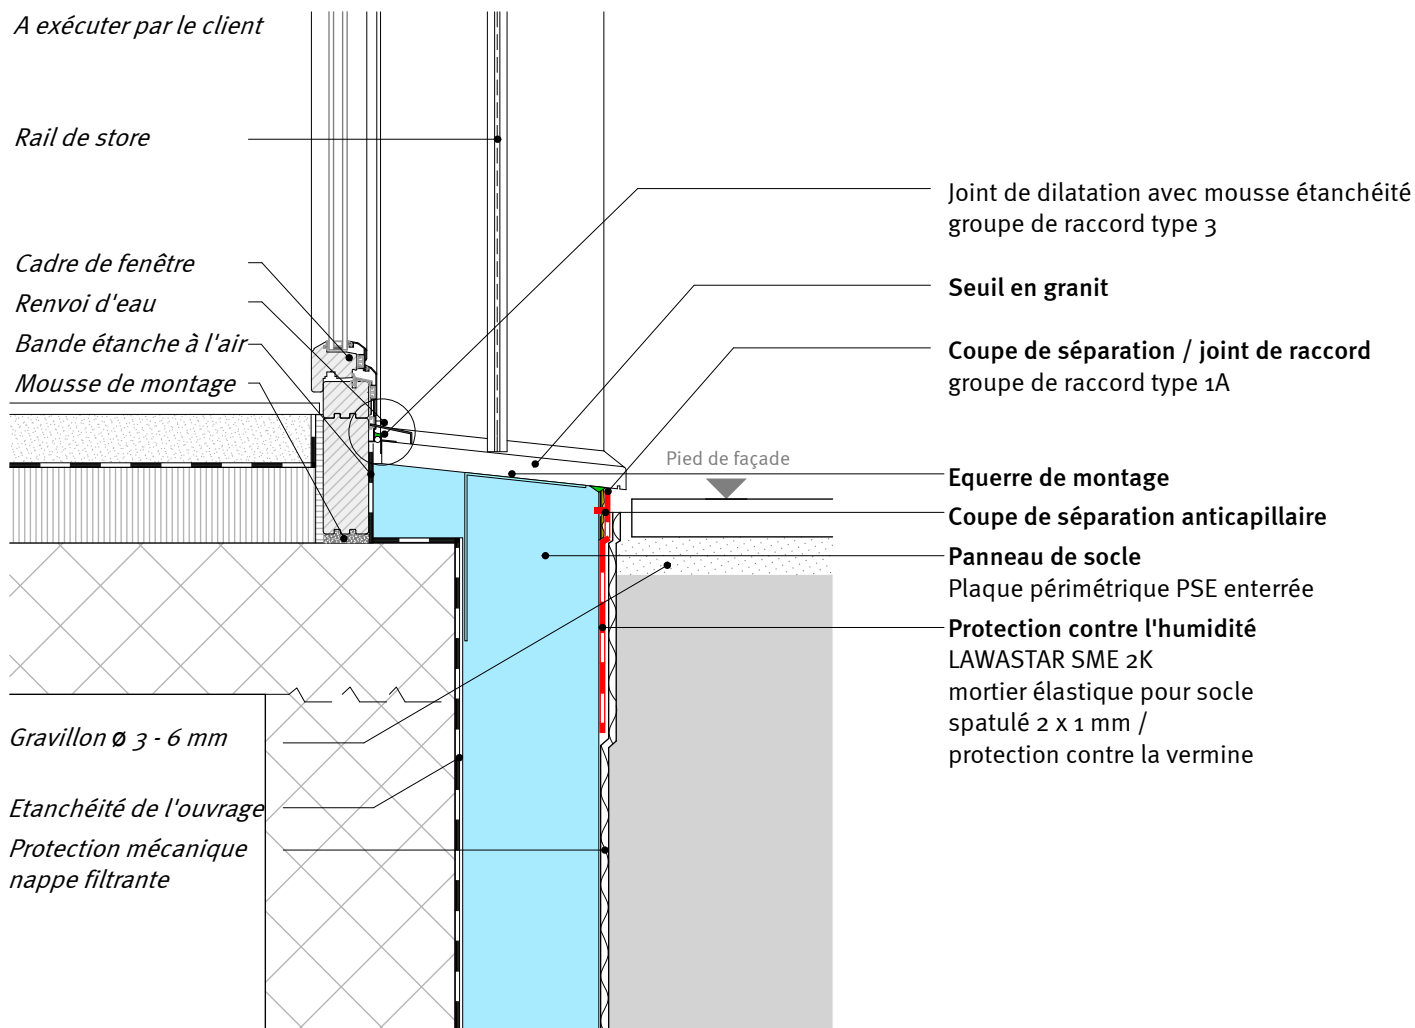 A exécuter par le client
Rail de store
Cadre de fenêtre
Renvoi d'eau
Bande étanche à l'air
Mousse de montage
Gravillon ø 3 - 6 mm
Etanchéité de l'ouvrage
Protection mécanique
nappe filtrante
Pied de façade
Joint de dilatation avec mousse étanchéité
groupe de raccord type 3
Seuil en granit
Coupe de séparation / joint de raccord
groupe de raccord type 1A
Equerre de montage
Coupe de séparation anticapillaire
Panneau de socle
Plaque périmétrique PSE enterrée
Protection contre l'humidité
LAWASTAR SME 2K
mortier élastique pour socle
spatulé 2 x 1 mm /
protection contre la vermine